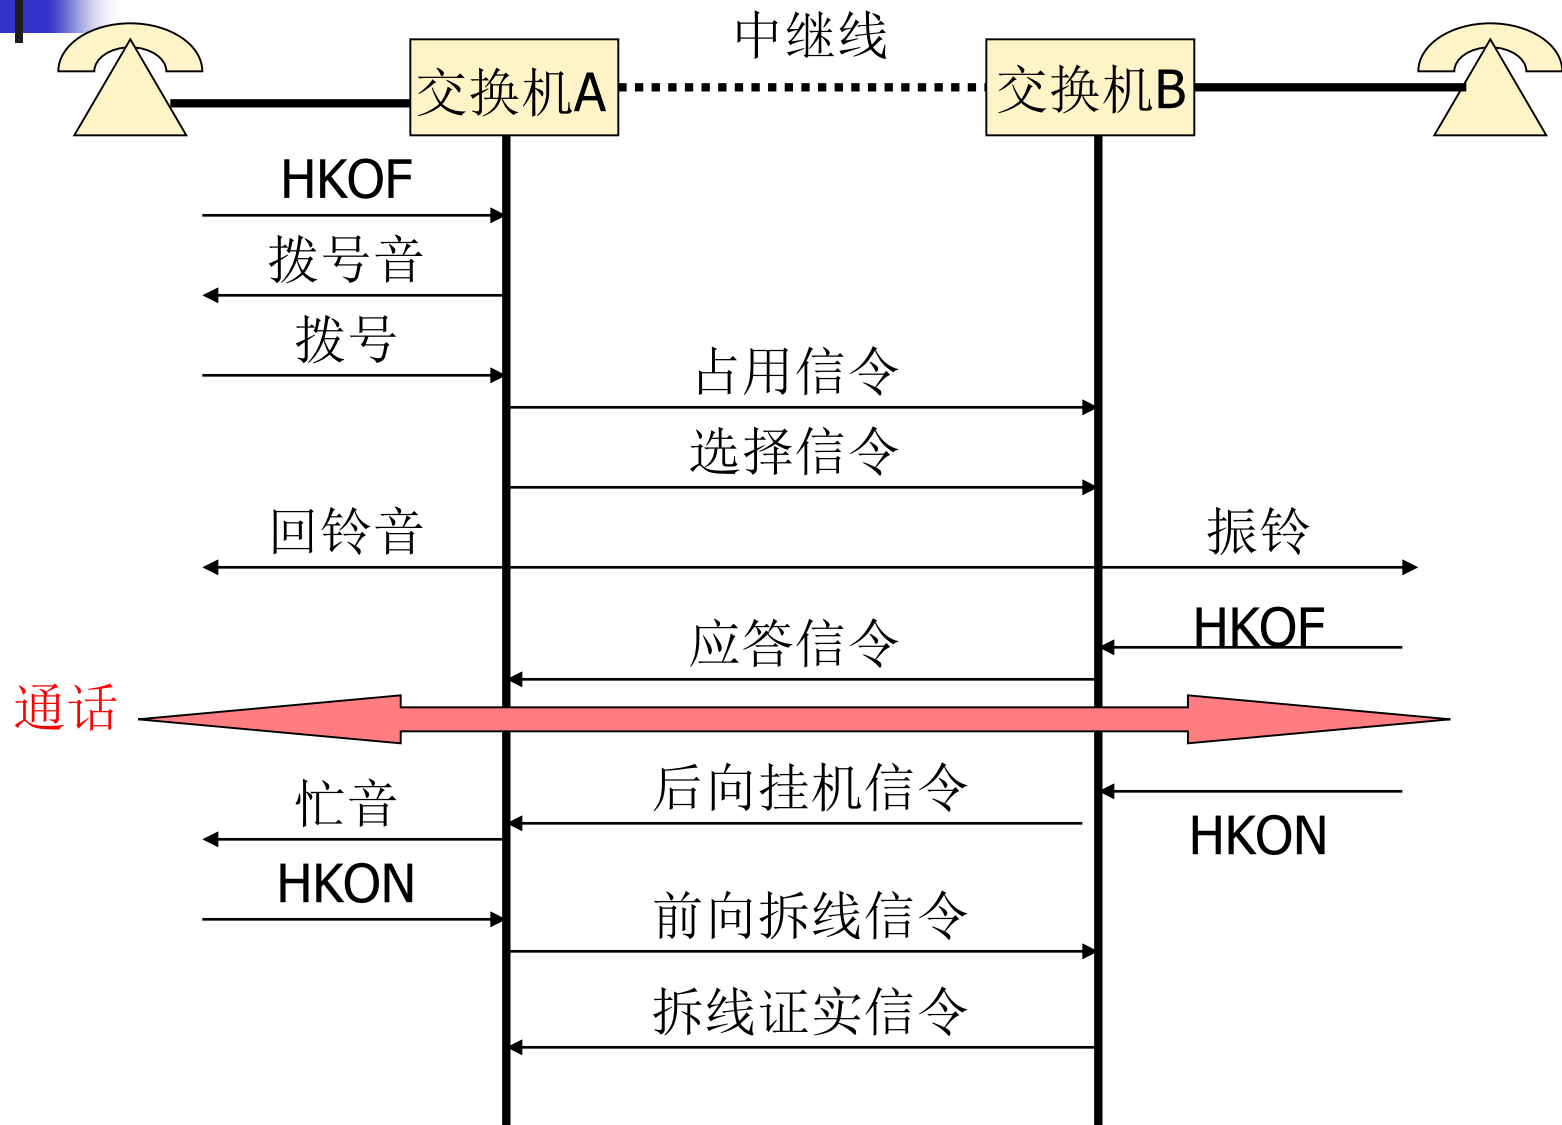 中继线
交换机A
交换机B
HKOF
拨号音
拨号
占用信令
选择信令
回铃音
振铃
HKOF
应答信令
通话
后向挂机信令
忙音
HKON
HKON
前向拆线信令
拆线证实信令